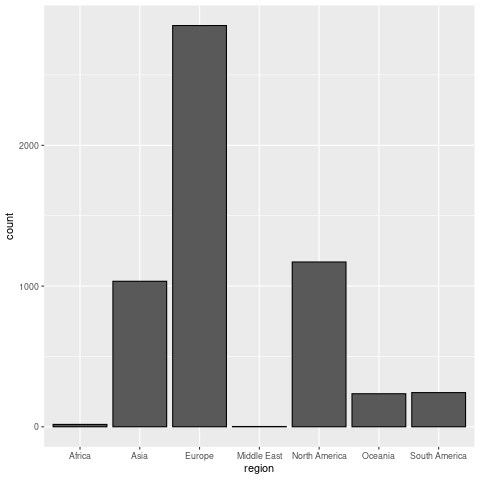 count
2000
1000
0
Africa Asia Europe Middle East North America Oceania South America
region